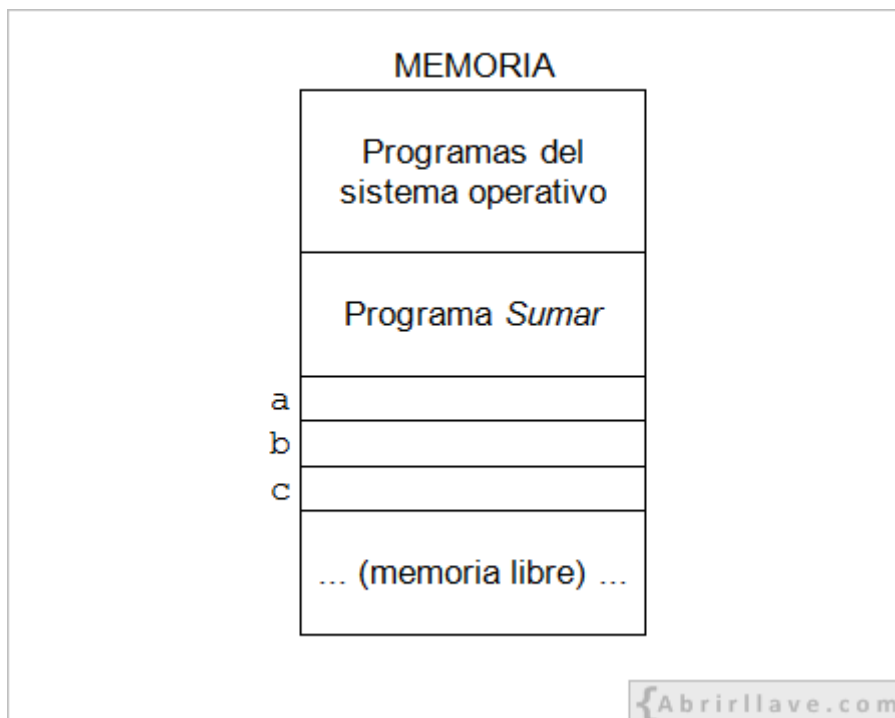 MEMORIA
Programas del
sistema operativo
Programa Sumar
a
b
c
... (memoria libre) ...
{Abrirllave.com